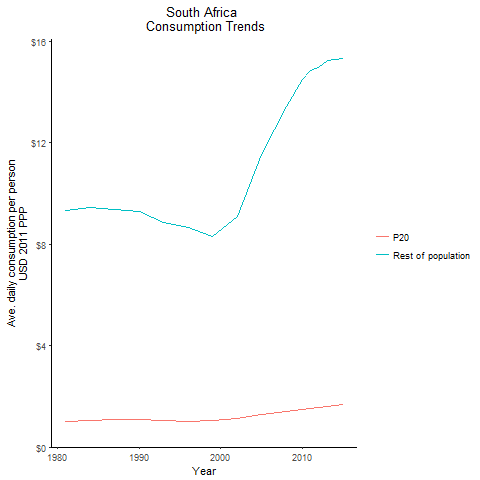 South Africa
Consumption Trends
Ave. daily consumption per person
USD 2011 PPP
$16
$12
$8
$4
$0
1980
1990
2000
2010
Year
P20
Rest of population